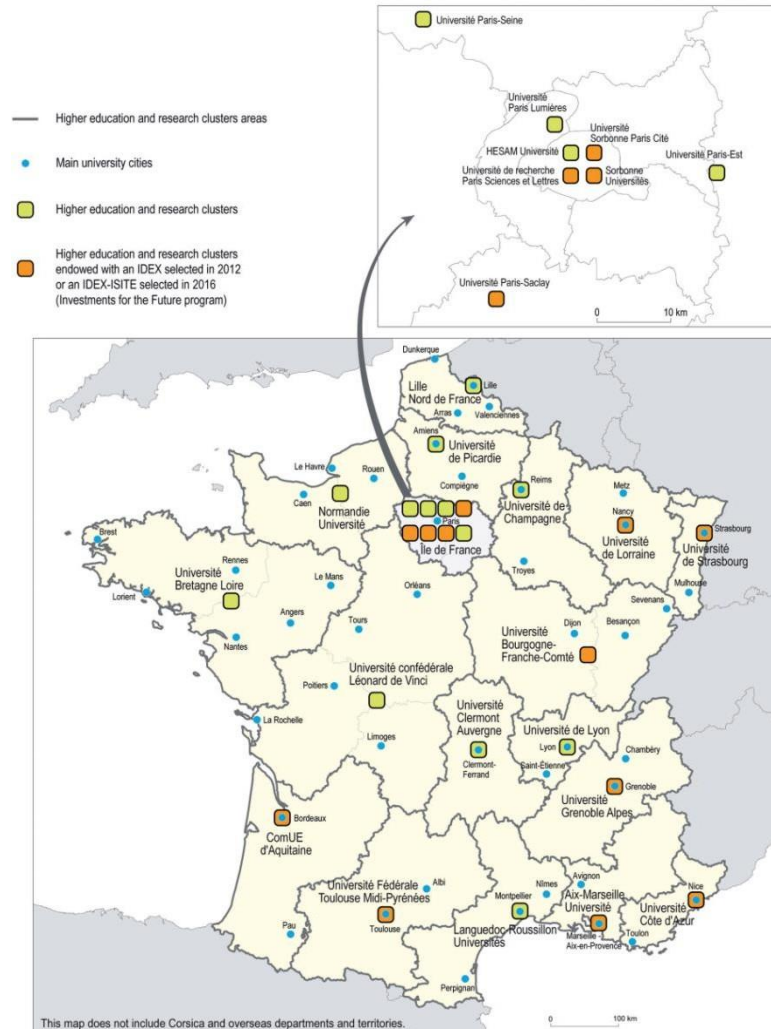 Université Paris-Seine
Université
Paris Lumières
Université
Sorbonne Paris Cité
HESAM Université
Université Paris-Est
Université de recherche
Paris Sciences et Lettres
Sorbonne
Universités
Université Paris-Saclay
0 10 km
Higher education and research clusters areas
Main university cities
Higher education and research clusters
Higher education and research clusters
endowed with an IDEX selected in 2012
or an IDEX-ISITE selected in 2016
(Investments for the Future program)
Dunkerque
Lille
Lille
Nord de France
Arras
Valenciennes
Amiens
Université
de Picardie
Le Havre
Rouen
Compiègne
Reims
Metz
Caen
Normandie
Université
Paris
Île de France
Université de
Champagne
Nancy
Université
de Lorraine
Strasbourg
Université
de Strasbourg
Brest
Rennes
Université
Bretagne Loire
Le Mans
Orléans
Troyes
Mulhouse
Lorient
Angers
Tours
Sevenans
Nantes
Dijon
Besançon
Université
Bourgogne-
Franche-Comté
Université confédérale
Léonard de Vinci
Poitiers
La Rochelle
Limoges
Université
Clermont
Auvergne
Clermont-
Ferrand
Université de Lyon
Lyon
Saint-Étienne
Chambéry
Grenoble
Université
Grenoble Alpes
Bordeaux
ComUE
d'Aquitaine
Albi
Université Fédérale
Toulouse Midi-Pyrénées
Toulouse
Montpellier
Nîmes
Avignon
Aix-Marseille
Université
Nice
Université
Côte d'Azur
Languedoc-Roussillon
Universités
Marseille -
Aix-en-Provence
Toulon
Pau
Perpignan
This map does not include Corsica and overseas departments and territories.
0 100 km